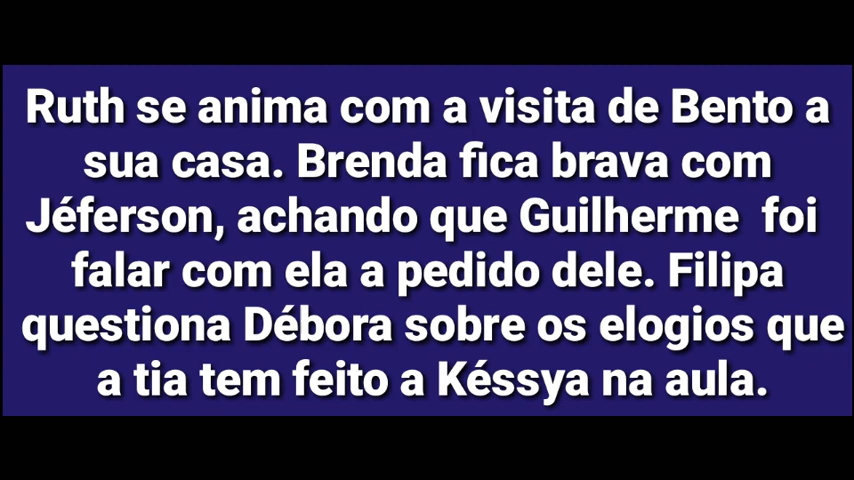 Ruth se anima com a visita de Bento a
sua casa. Brenda fica brava com
Jéferson, achando que Guilherme foi
falar com ela a pedido dele. Filipa
questiona Débora sobre os elogios que
a tia tem feito a Késsya na aula.